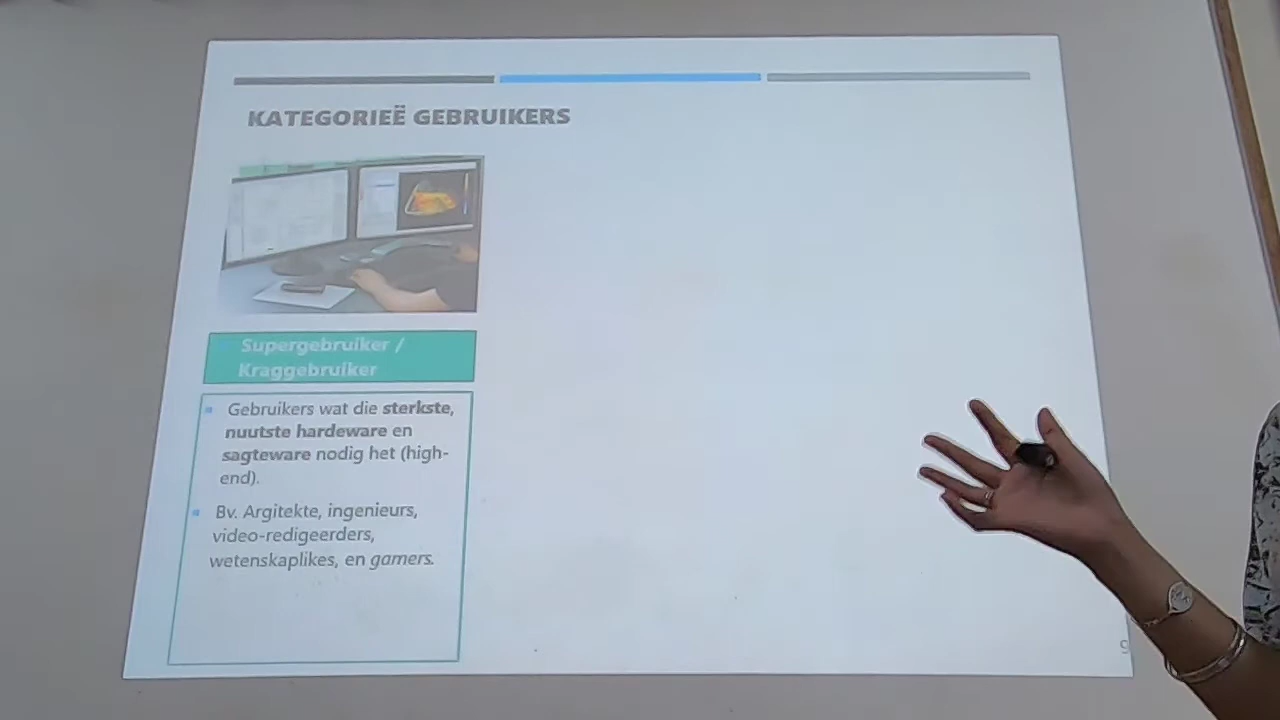 KATEGORIEË GEBRUIKERS
Supergebruiker /
Kraggebruiker
Gebruikers wat die sterkste,
nuutste hardeware en
sagteware nodig het (high-
end).
Bv. Argitekte, ingenieurs,
video-redigeerders,
wetenskaplikes, en gamers.
9